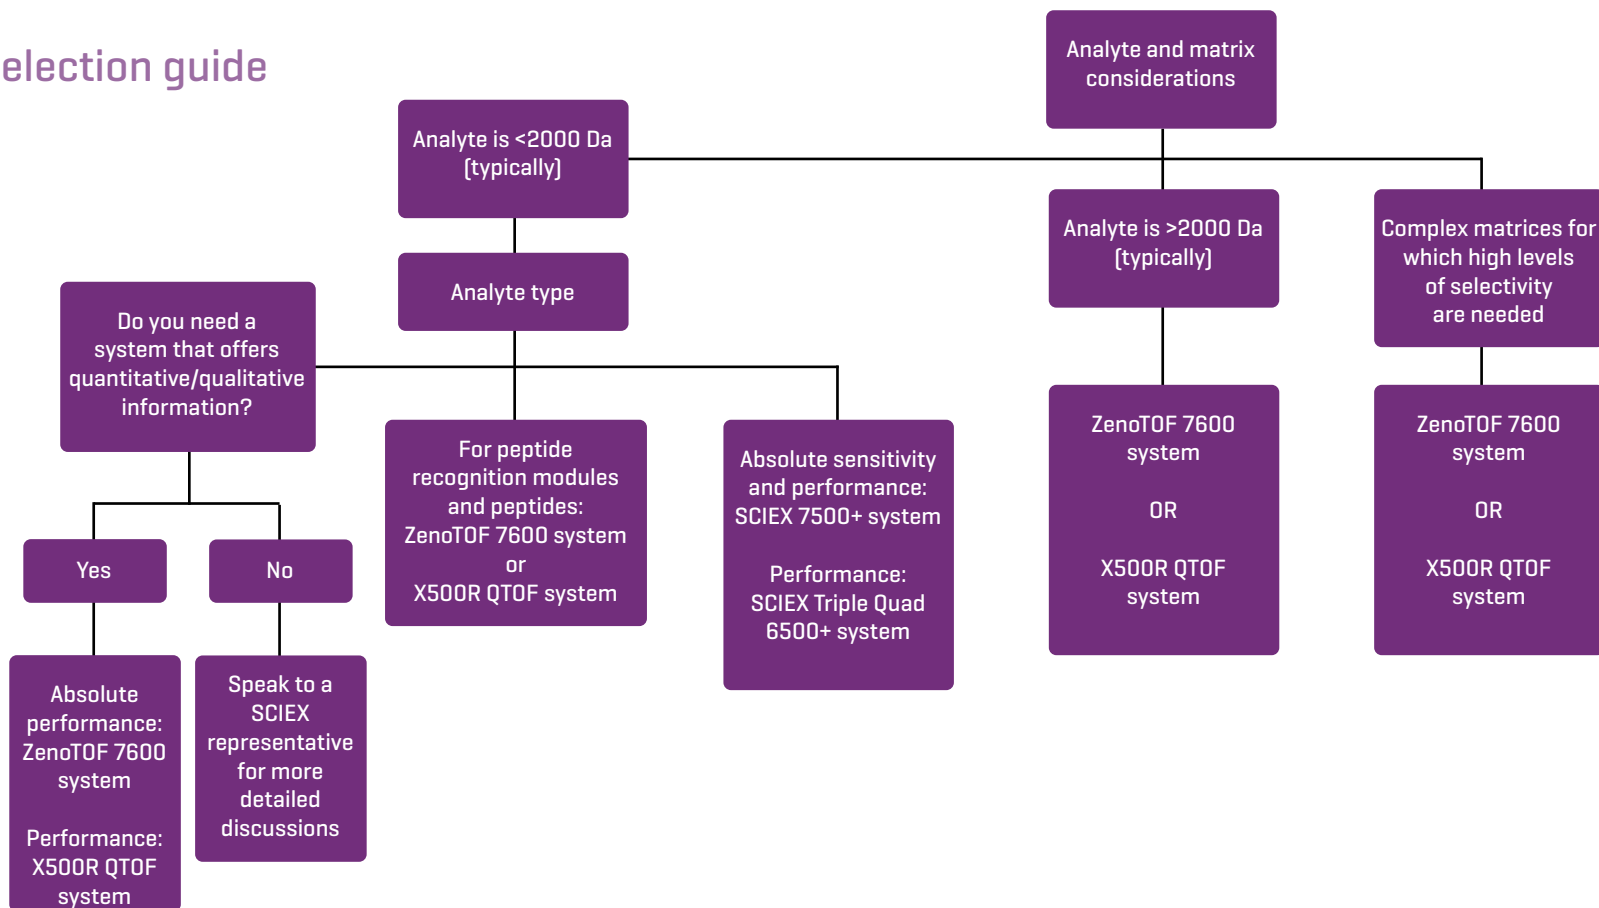 election guide
Analyte and matrix
considerations
Analyte is <2000 Da
(typically)
Analyte is >2000 Da
(typically)
Complex matrices for
which high levels
of selectivity
are needed
Analyte type
Do you need a
system that offers
quantitative/qualitative
information?
For peptide
recognition modules
and peptides:
ZenoTOF 7600 system
or
X500R QTOF system
Absolute sensitivity
and performance:
SCIEX 7500+ system
Performance:
SCIEX Triple Quad
6500+ system
ZenoTOF 7600
system
OR
X500R QTOF
system
ZenoTOF 7600
system
OR
X500R QTOF
system
Yes
No
Absolute
performance:
ZenoTOF 7600
system
Performance:
X500R QTOF
system
Speak to a
SCIEX
representative
for more
detailed
discussions